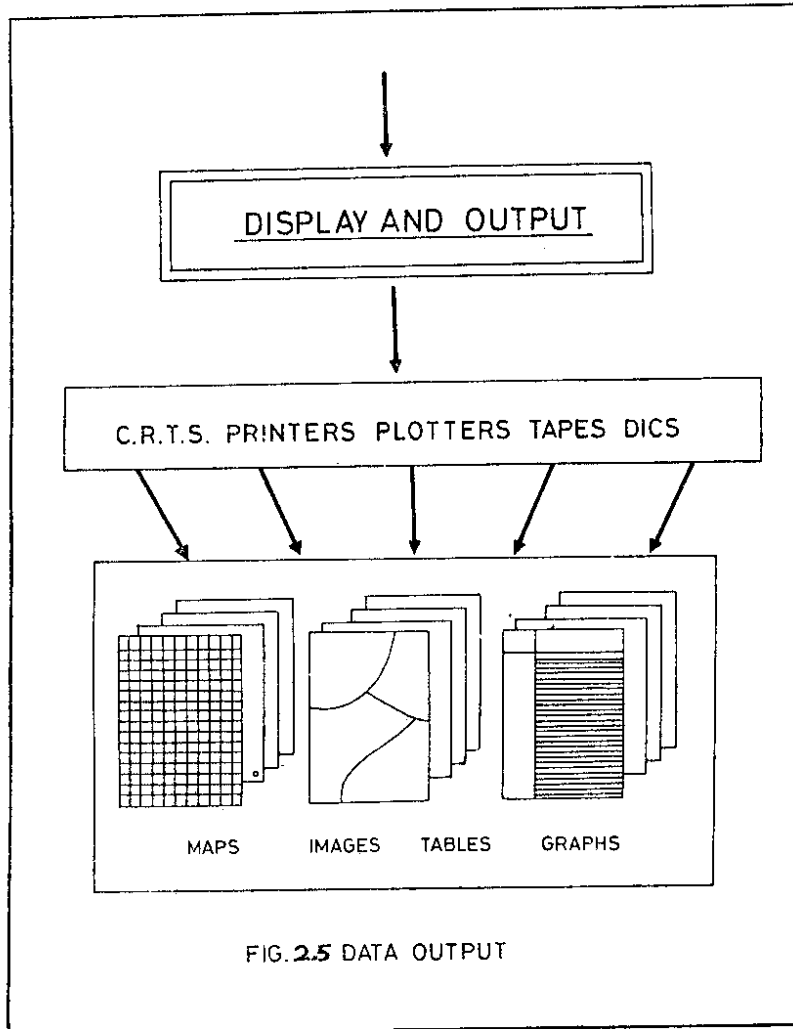 DISPLAY AND OUTPUT
C.R.T.S. PRINTERS PLOTTERS TAPES DICS
MAPS IMAGES TABLES GRAPHS
FIG. 2.5 DATA OUTPUT